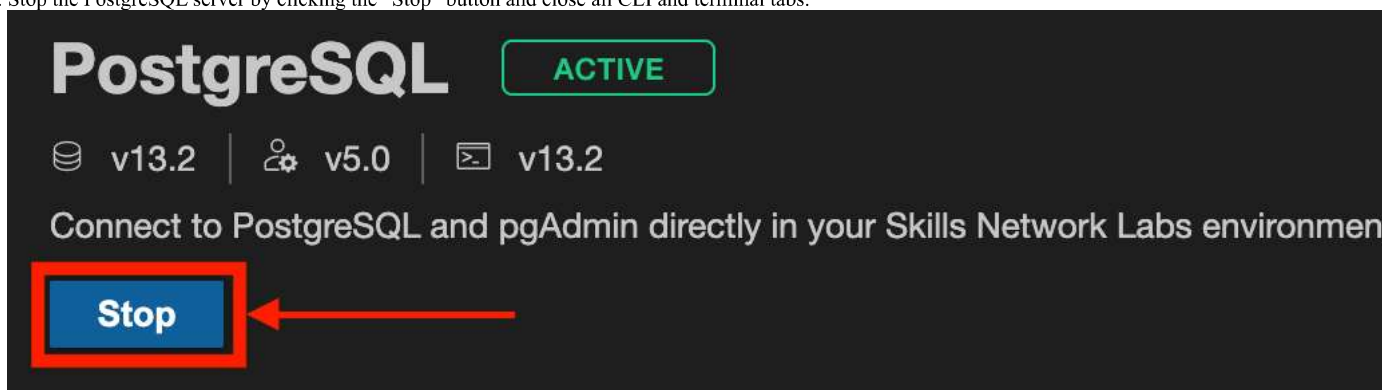 . Stop the PostgreSQL server by clicking the "Stop" button and close all CLI and terminal tabs.
PostgreSQL ACTIVE
v13.2 v5.0 v13.2
Connect to PostgreSQL and pgAdmin directly in your Skills Network Labs environmen
Stop